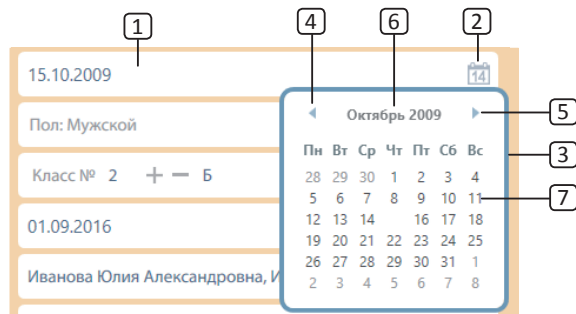 1
4
6
2
15.10.2009
14
Октябрь 2009
5
Пол: Мужской
3
Пн Вт Ср Чт Пт Сб Вс
Класс № 2 + − Б
28 29 30 1 2 3 4
5 6 7 8 9 10 11
7
12 13 14 16 17 18
01.09.2016
19 20 21 22 23 24 25
26 27 28 29 30 31 1
Иванова Юлия Александровна, И
2 3 4 5 6 7 8